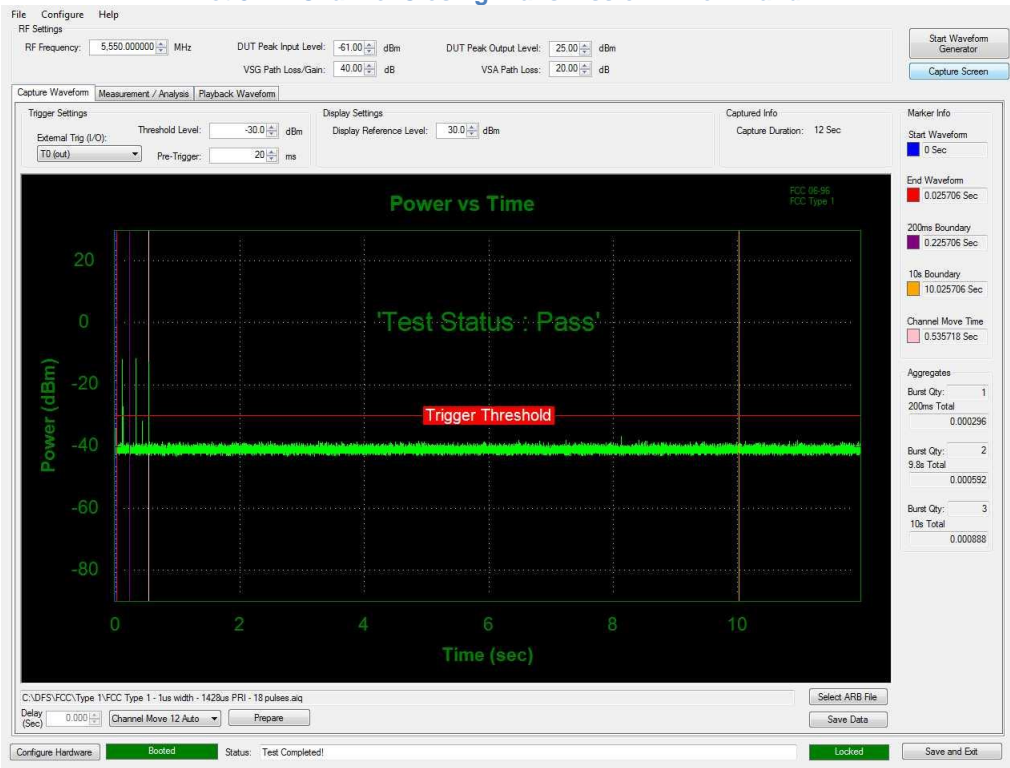 File Configure Help
RF Settings
RF Frequency: 5,550.000000 MHz DUT Peak Input Level: -61.00 dBm DUT Peak Output Level: 25.00 dBm
VSG Path Loss/Gain: 40.00 dB VSA Path Loss: 20.00 dB
Start Waveform
Generator
Capture Screen
Capture Waveform Measurement / Analysis Playback Waveform
Trigger Settings
External Trig (I/O):
T0 (out)
Threshold Level: -30.0 dBm
Pre-Trigger: 20 ms
Display Settings
Display Reference Level: 30.0 dBm
Captured Info
Capture Duration: 12 Sec
Marker Info
Start Waveform
0 Sec
End Waveform
0.025706 Sec
200ms Boundary
0.225706 Sec
10s Boundary
10.025706 Sec
Channel Move Time
0.535718 Sec
Aggregates
Burst Qty: 1
200ms Total
0.000296
Burst Qty: 2
9.8s Total
0.000592
Burst Qty: 3
10s Total
0.000888
Power vs Time
FCC 06-96
FCC Type 1
'Test Status : Pass'
Trigger Threshold
Power (dBm)
20
0
-20
-40
-60
-80
0 2 4 6 8 10
Time (sec)
C:\DFS\FCC\Type 1\FCC Type 1 - 1us width - 1428us PRI - 18 pulses.aiq
Select ARB File
Delay
(Sec) 0.000 Channel Move 12 Auto Prepare
Save Data
Configure Hardware Booted Status: Test Completed! Locked Save and Exit